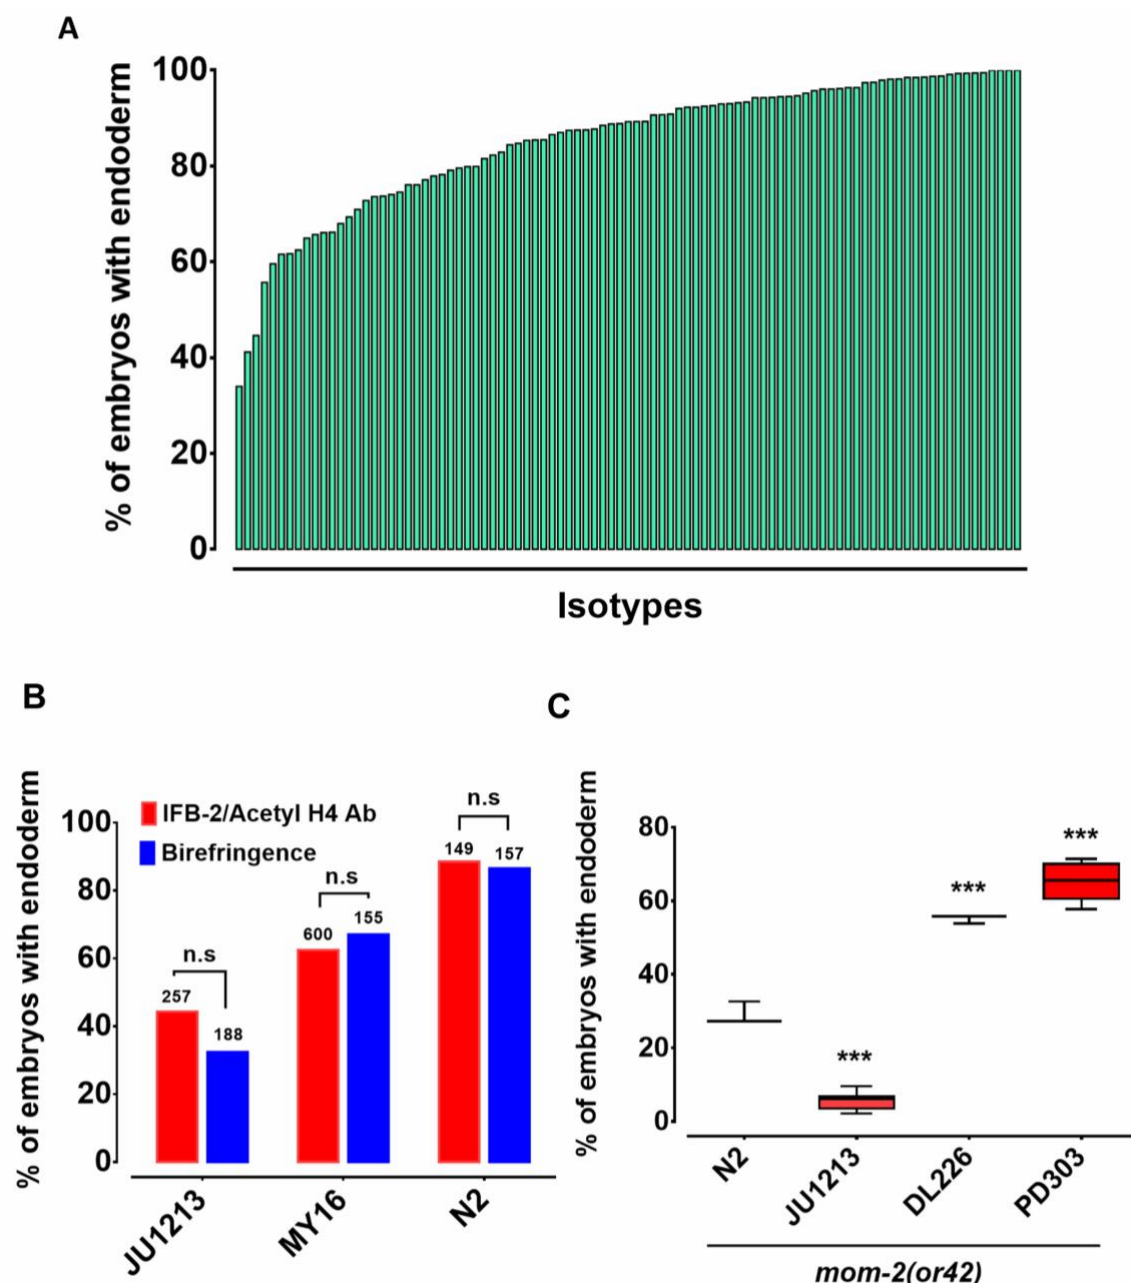 A
% of embryos with endoderm
100
80
60
40
20
0
Isotypes
B
% of embryos with endoderm
100
80
60
40
20
0
IFB-2/Acetyl H4 Ab
Birefringence
n.s
257
188
n.s
600
155
n.s
149
157
JU1213
MY16
N2
C
% of embryos with endoderm
80
60
40
20
0
***
***
***
N2
JU1213
DL226
PD303
mom-2(or42)